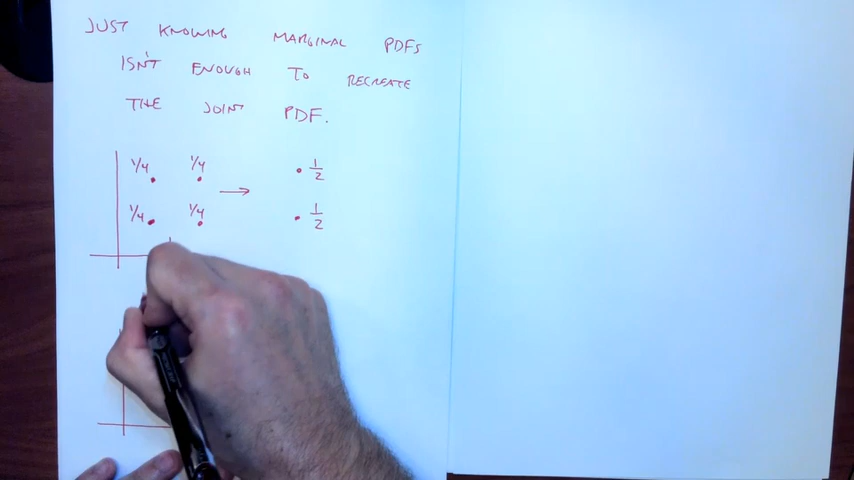 JUST KNOWING MARGINAL PDFS
ISN'T ENOUGH TO RECREATE
THE JOINT PDF.
1/4 1/4 → 1/2
1/4 1/4 1/2